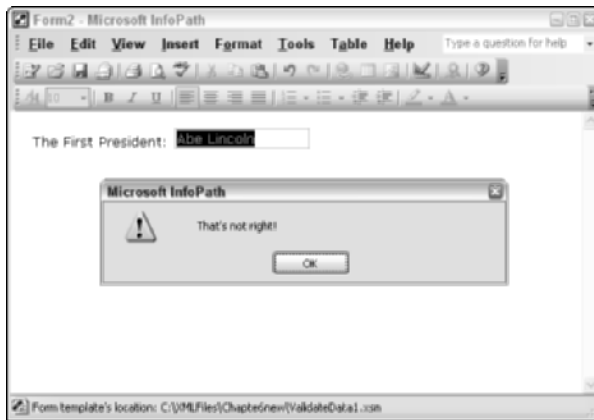 Form2 - Microsoft InfoPath
File Edit View Insert Format Tools Table Help Type a question for help
10 B I U A
The First President: Abe Lincoln
Microsoft InfoPath
That's not right!
OK
Form template's location: C:\XMLFiles\Chapter6new\ValidateData1.xsn